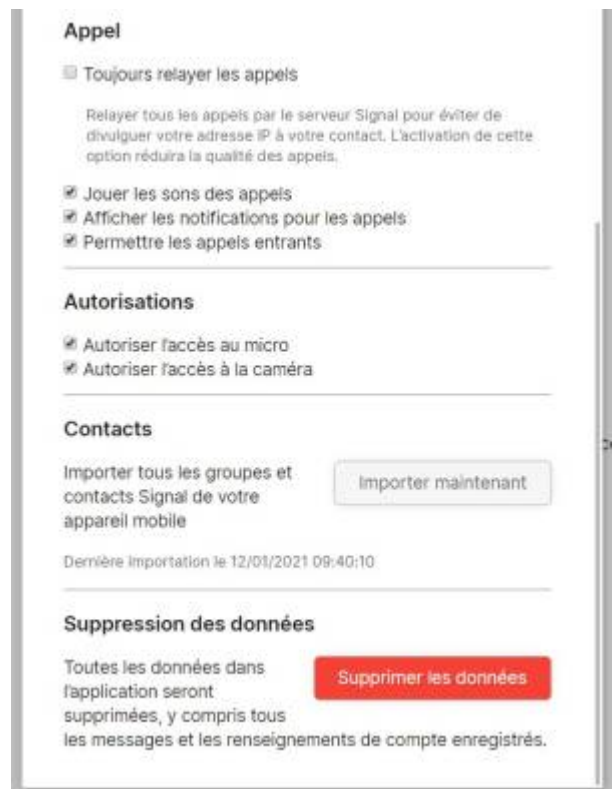 Appel
Toujours relayer les appels
Relayer tous les appels par le serveur Signal pour éviter de
divulguer votre adresse IP à votre contact. L'activation de cette
option réduira la qualité des appels.
Jouer les sons des appels
Afficher les notifications pour les appels
Permettre les appels entrants
Autorisations
Autoriser l'accès au micro
Autoriser l'accès à la caméra
Contacts
Importer tous les groupes et
contacts Signal de votre
appareil mobile
Importer maintenant
Dernière importation le 12/01/2021 09:40:10
Suppression des données
Toutes les données dans
l'application seront
supprimées, y compris tous
les messages et les renseignements de compte enregistrés.
Supprimer les données